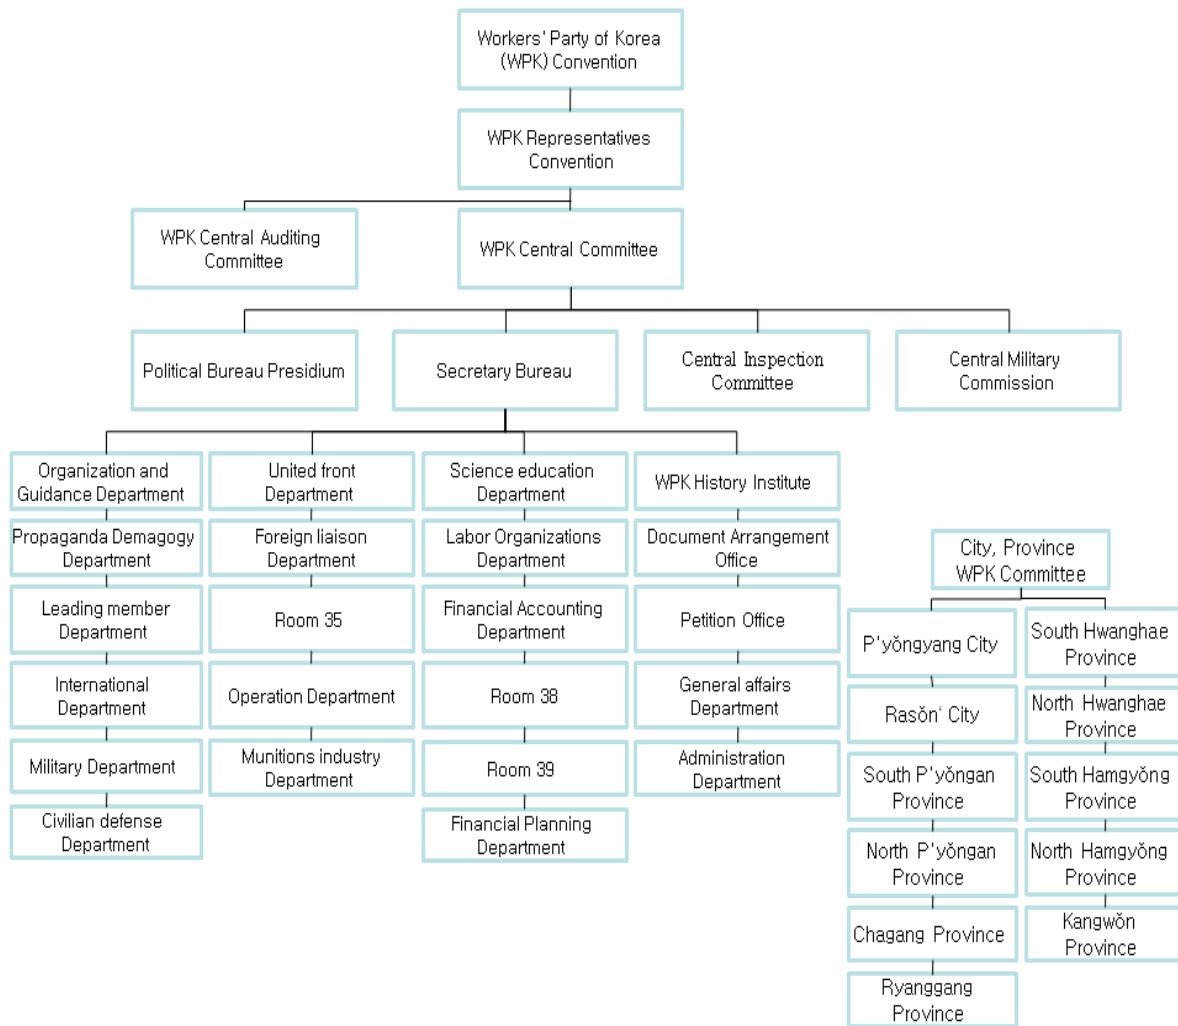 Workers' Party of Korea
(WPK) Convention
WPK Representatives
Convention
WPK Central Auditing
Committee
WPK Central Committee
Political Bureau Presidium
Secretary Bureau
Central Inspection
Committee
Central Military
Commission
Organization and
Guidance Department
Propaganda Demagogy
Department
Leading member
Department
International
Department
Military Department
Civilian defense
Department
United front
Department
Foreign liaison
Department
Room 35
Operation Department
Munitions industry
Department
Science education
Department
Labor Organizations
Department
Financial Accounting
Department
Room 38
Room 39
Financial Planning
Department
WPK History Institute
Document Arrangement
Office
Petition Office
General affairs
Department
Administration
Department
City, Province
WPK Committee
P'yŏngyang City
Rasŏn' City
South P'yŏngan
Province
North P'yŏngan
Province
Chagang Province
Ryanggang
Province
South Hwanghae
Province
North Hwanghae
Province
South Hamgyŏng
Province
North Hamgyŏng
Province
Kangwŏn
Province